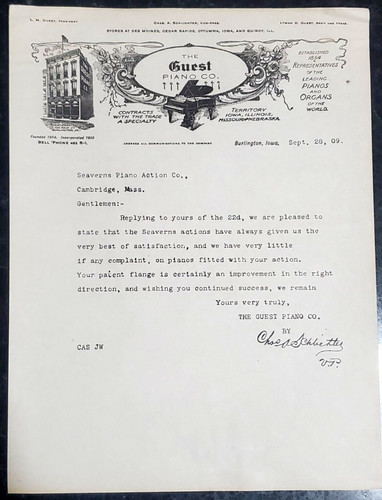 L. M. Guest, President
Chas. A. Schlichter, Vice-Pres.
Lyman D. Guest, Secy. and Treas.
STORES AT DES MOINES, CEDAR RAPIDS, OTTUMWA, IOWA, AND QUINCY, ILL.
THE
Guest
PIANO CO.
ESTABLISHED
1854
REPRESENTATIVES
OF THE
LEADING
PIANOS
AND
ORGANS
OF THE
WORLD.
CONTRACTS
WITH THE TRADE
A SPECIALTY
TERRITORY
IOWA, ILLINOIS,
MISSOURI & NEBRASKA.
Founded 1854. Incorporated 1905
BELL 'PHONE 463 R-1.
ADDRESS ALL COMMUNICATIONS TO THE COMPANY
Burlington, Iowa, Sept. 28, 09.
Seaverns Piano Action Co.,
Cambridge, Mass.
Gentlemen:-
Replying to yours of the 22d, we are pleased to
state that the Seaverns actions have always given us the
very best of satisfaction, and we have very little
if any complaint, on pianos fitted with your action.
Your patent flange is certainly an improvement in the right
direction, and wishing you continued success, we remain
Yours very truly,
THE GUEST PIANO CO.
BY
Chas A Schlichter
V.P.
CAS JW